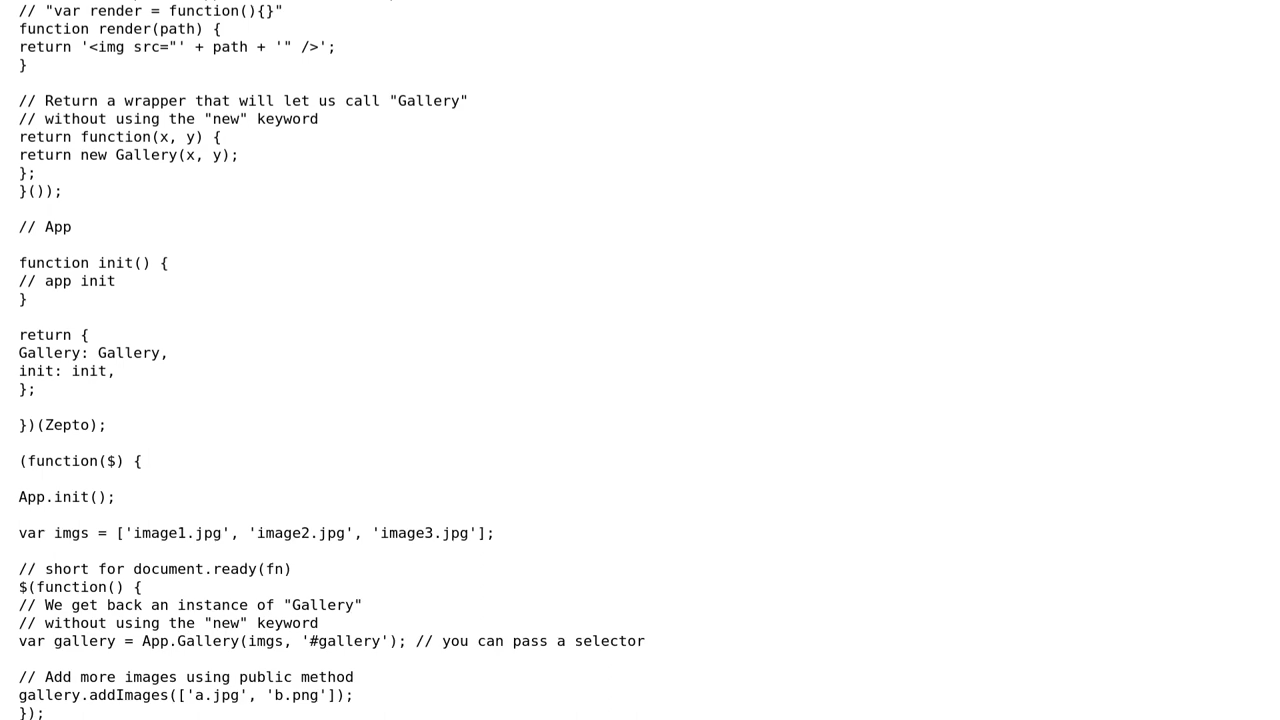 // "var render = function(){}"
function render(path) {
return '<img src="' + path + '" />';
}
// Return a wrapper that will let us call "Gallery"
// without using the "new" keyword
return function(x, y) {
return new Gallery(x, y);
};
}());
// App
function init() {
// app init
}
return {
Gallery: Gallery,
init: init,
};
})(Zepto);
(function($) {
App.init();
var imgs = ['image1.jpg', 'image2.jpg', 'image3.jpg'];
// short for document.ready(fn)
$(function() {
// We get back an instance of "Gallery"
// without using the "new" keyword
var gallery = App.Gallery(imgs, '#gallery'); // you can pass a selector
// Add more images using public method
gallery.addImages(['a.jpg', 'b.png']);
});